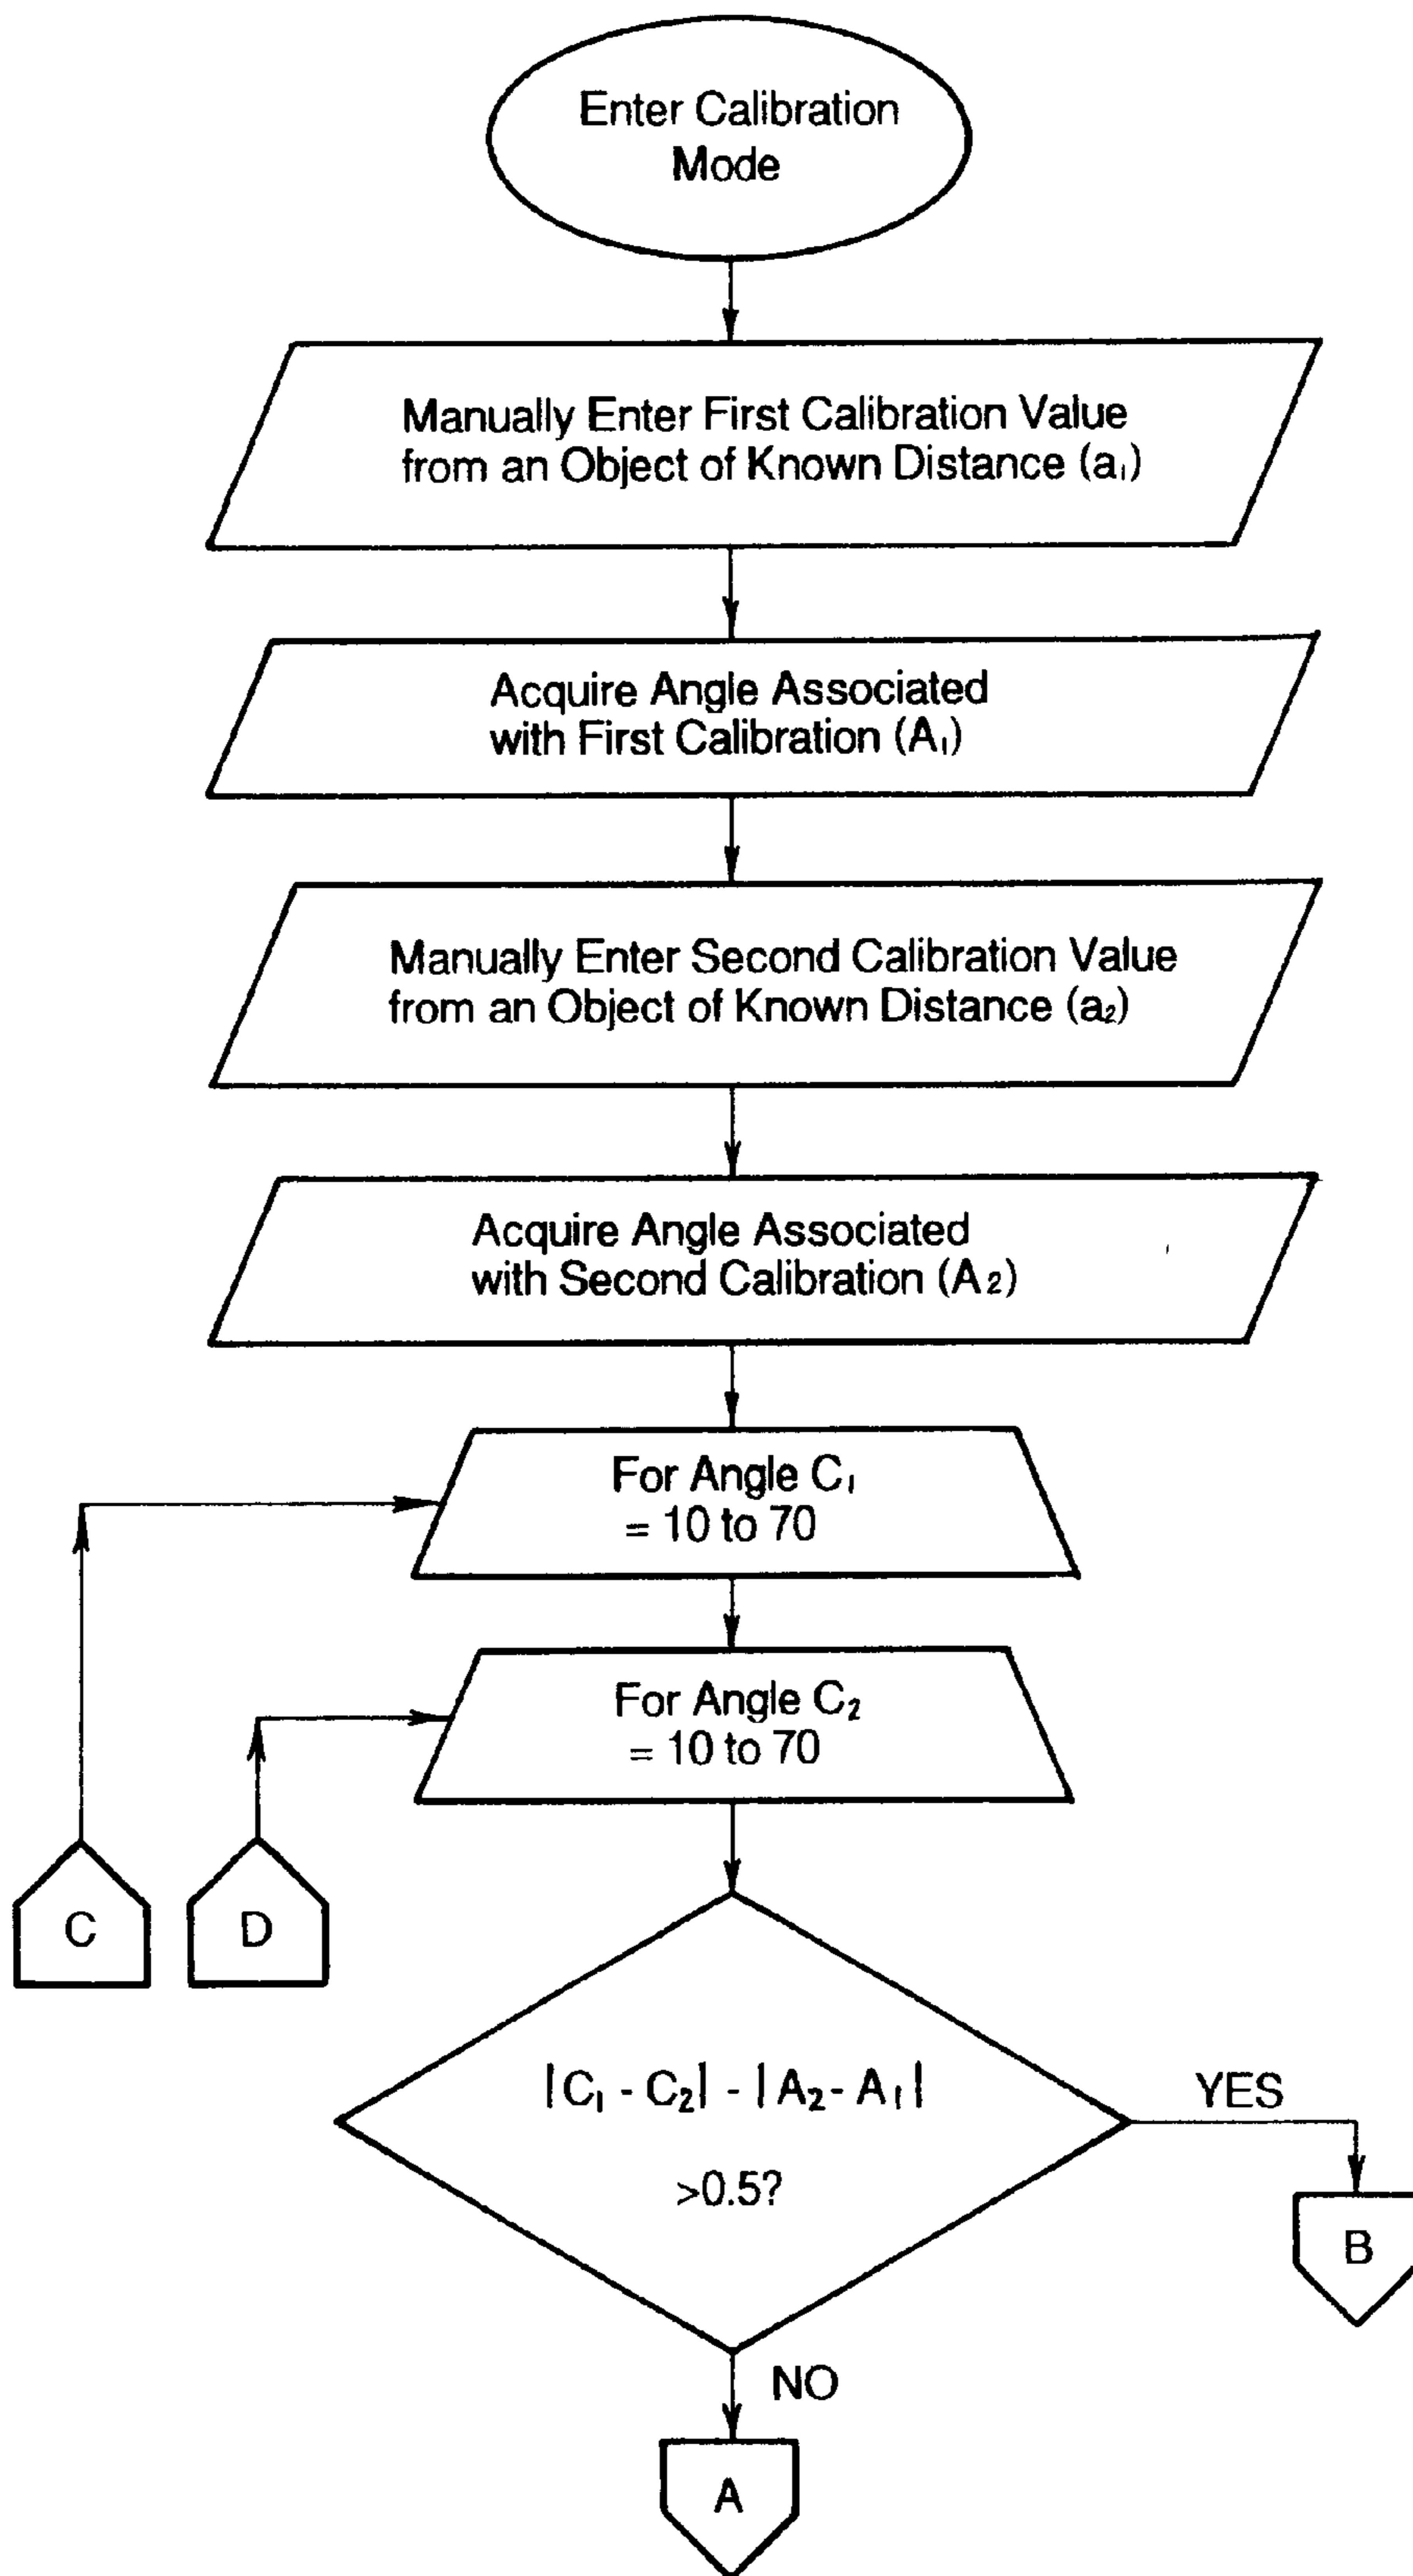 Enter Calibration
Mode
Manually Enter First Calibration Value
from an Object of Known Distance (a₁)
Acquire Angle Associated
with First Calibration (A₁)
Manually Enter Second Calibration Value
from an Object of Known Distance (a₂)
Acquire Angle Associated
with Second Calibration (A₂)
For Angle C₁
= 10 to 70
For Angle C₂
= 10 to 70
C
D
|C₁ - C₂| - |A₂ - A₁|
>0.5?
YES
B
NO
A